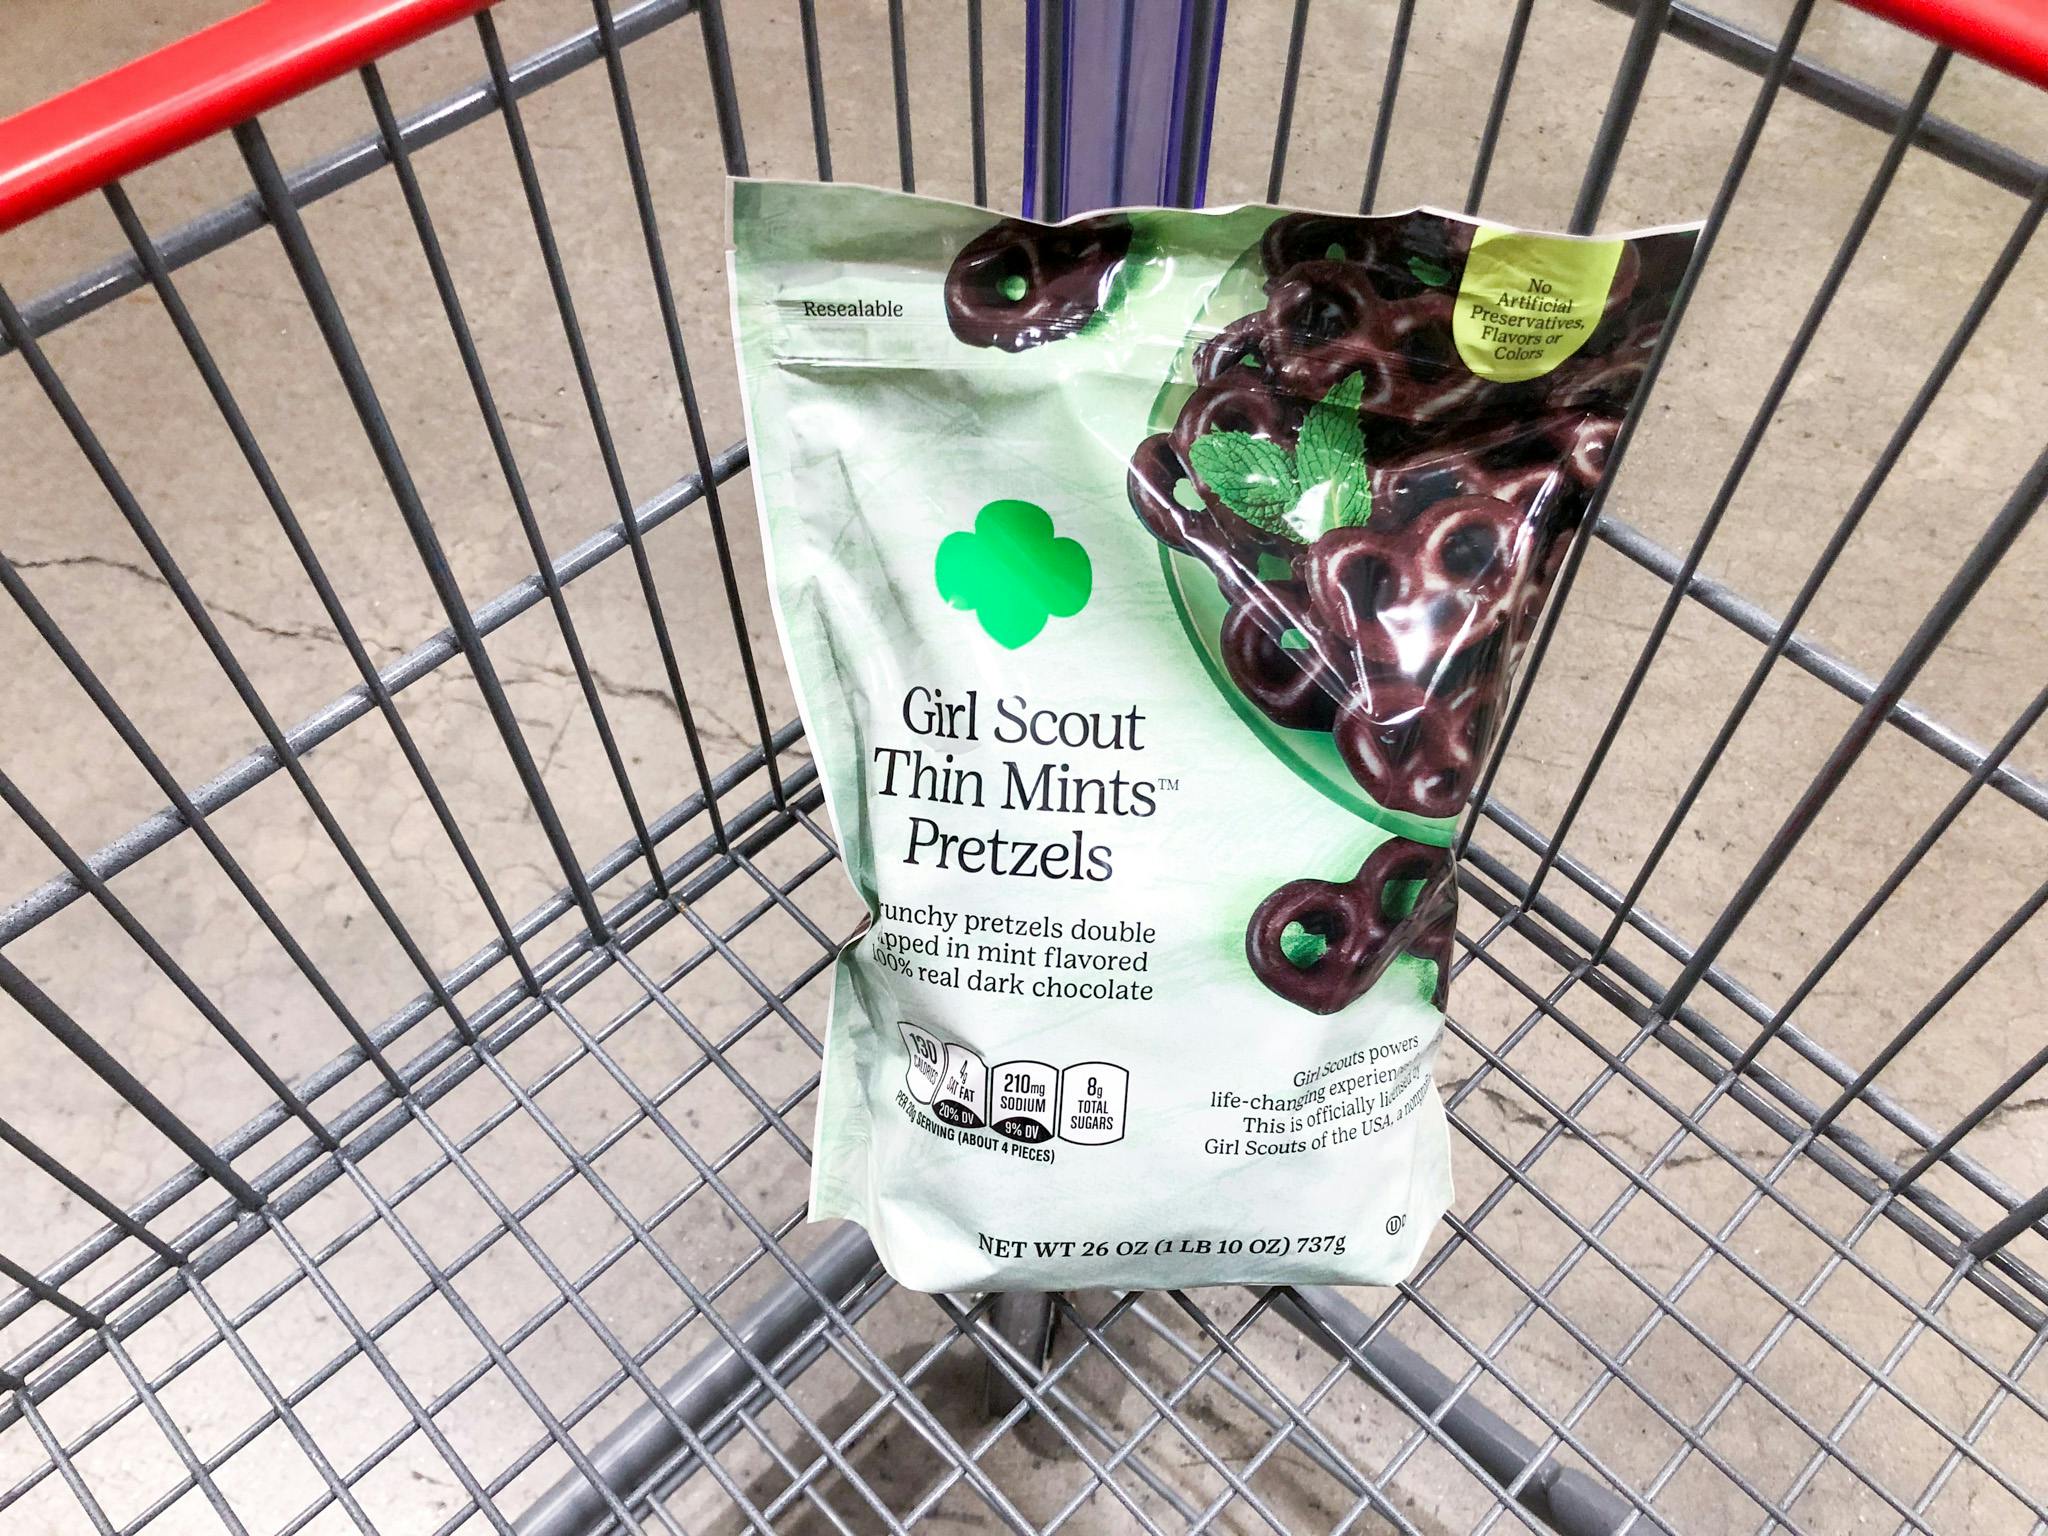 Resealable
No
Artificial
Preservatives,
Flavors or
Colors
Girl Scout
Thin Mints™
Pretzels
runchy pretzels double
pped in mint flavored
100% real dark chocolate
130
CALORIES
4g
SAT FAT
20% DV
210mg
SODIUM
9% DV
8g
TOTAL
SUGARS
PER 28g SERVING (ABOUT 4 PIECES)
Girl Scouts powers
life-changing experien
This is officially licensed by
Girl Scouts of the USA, a nonprofit
NET WT 26 OZ (1 LB 10 OZ) 737g
Ⓤ D